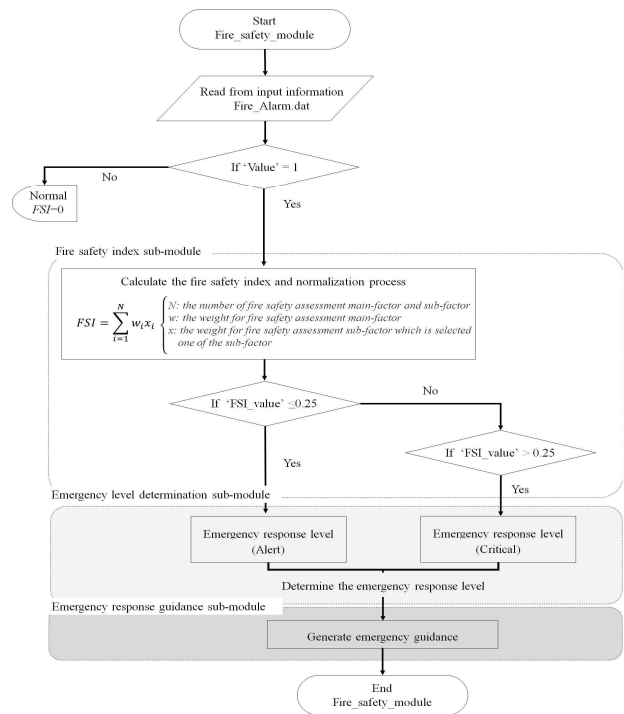 Start
Fire_safety_module
Read from input information
Fire_Alarm.dat
If ‘Value’ = 1
No
Normal
FSI=0
Yes
Fire safety index sub-module
Calculate the fire safety index and normalization process
FSI = ∑_{i=1}^{N} w_i x_i
N: the number of fire safety assessment main-factor and sub-factor
w: the weight for fire safety assessment main-factor
x: the weight for fire safety assessment sub-factor which is selected
one of the sub-factor
If ‘FSI_value’ ≤0.25
No
If ‘FSI_value’ > 0.25
Yes
Yes
Emergency level determination sub-module
Emergency response level
(Alert)
Emergency response level
(Critical)
Determine the emergency response level
Emergency response guidance sub-module
Generate emergency guidance
End
Fire_safety_module